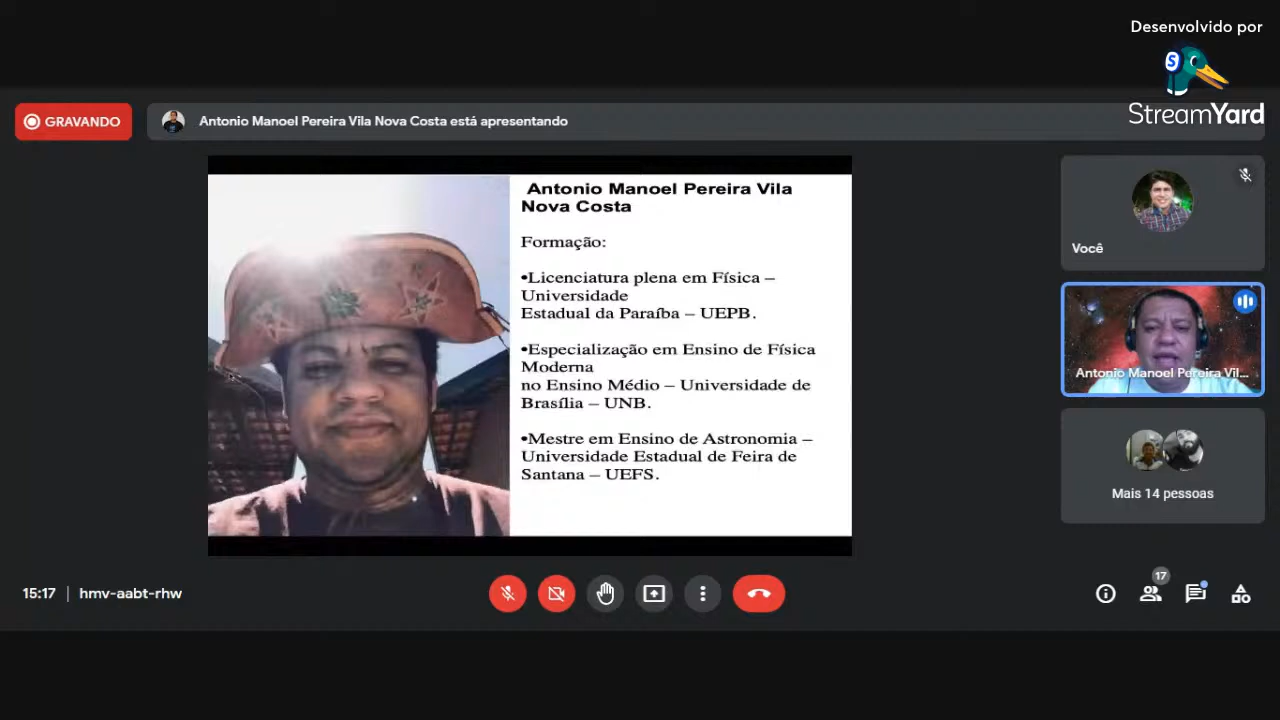 Desenvolvido por
S
StreamYard
GRAVANDO
Antonio Manoel Pereira Vila Nova Costa está apresentando
Antonio Manoel Pereira Vila
Nova Costa
Formação:
•Licenciatura plena em Física –
Universidade
Estadual da Paraíba – UEPB.
•Especialização em Ensino de Física
Moderna
no Ensino Médio – Universidade de
Brasília – UNB.
•Mestre em Ensino de Astronomia –
Universidade Estadual de Feira de
Santana – UEFS.
Você
Antonio Manoel Pereira Vil...
Mais 14 pessoas
15:17 | hmv-aabt-rhw
17